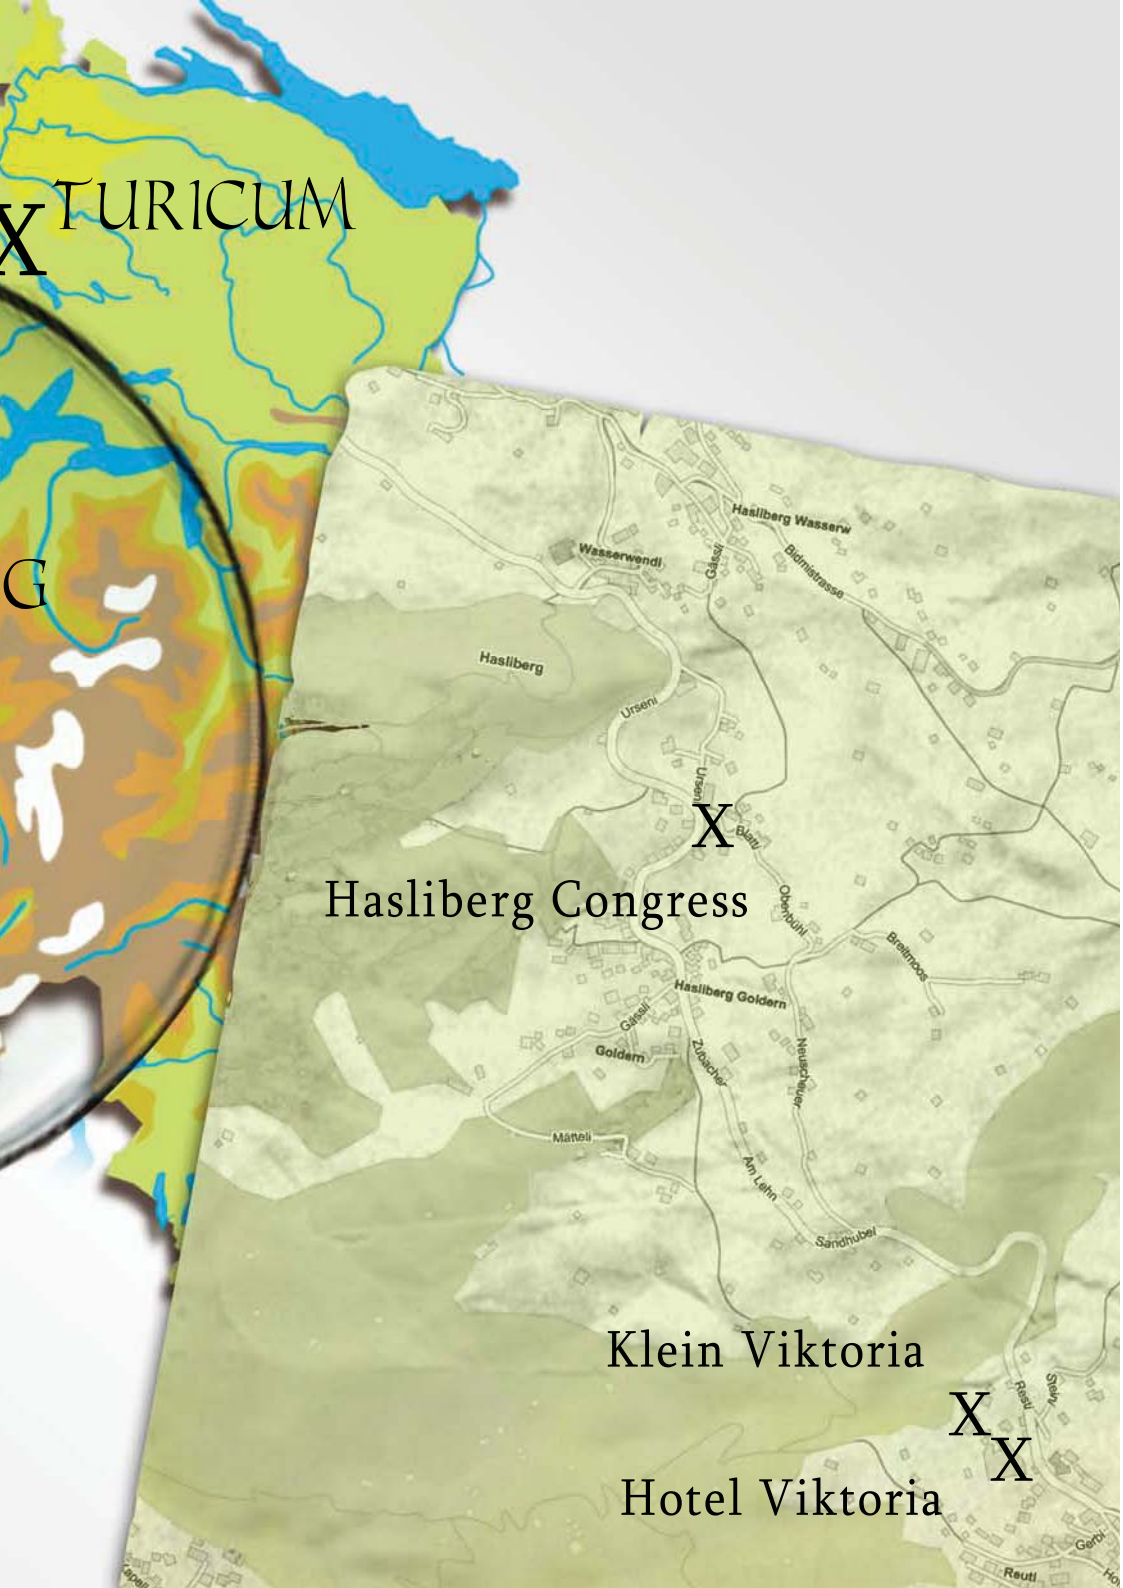 X TURICUM
G
Hasliberg Wasserw
Wasserwendi
Gässli
Bidmistrasse
Hasliberg
Urseni
Urseni
X
Blatti
Hasliberg Congress
Obenbühl
Breitmoos
Hasliberg Goldern
Gässli
Goldern
Zubacher
Neuscheuer
Mätteli
Am Lehn
Sandhubel
Klein Viktoria
X
Resti
X
Hotel Viktoria
Gerbi
Reuti